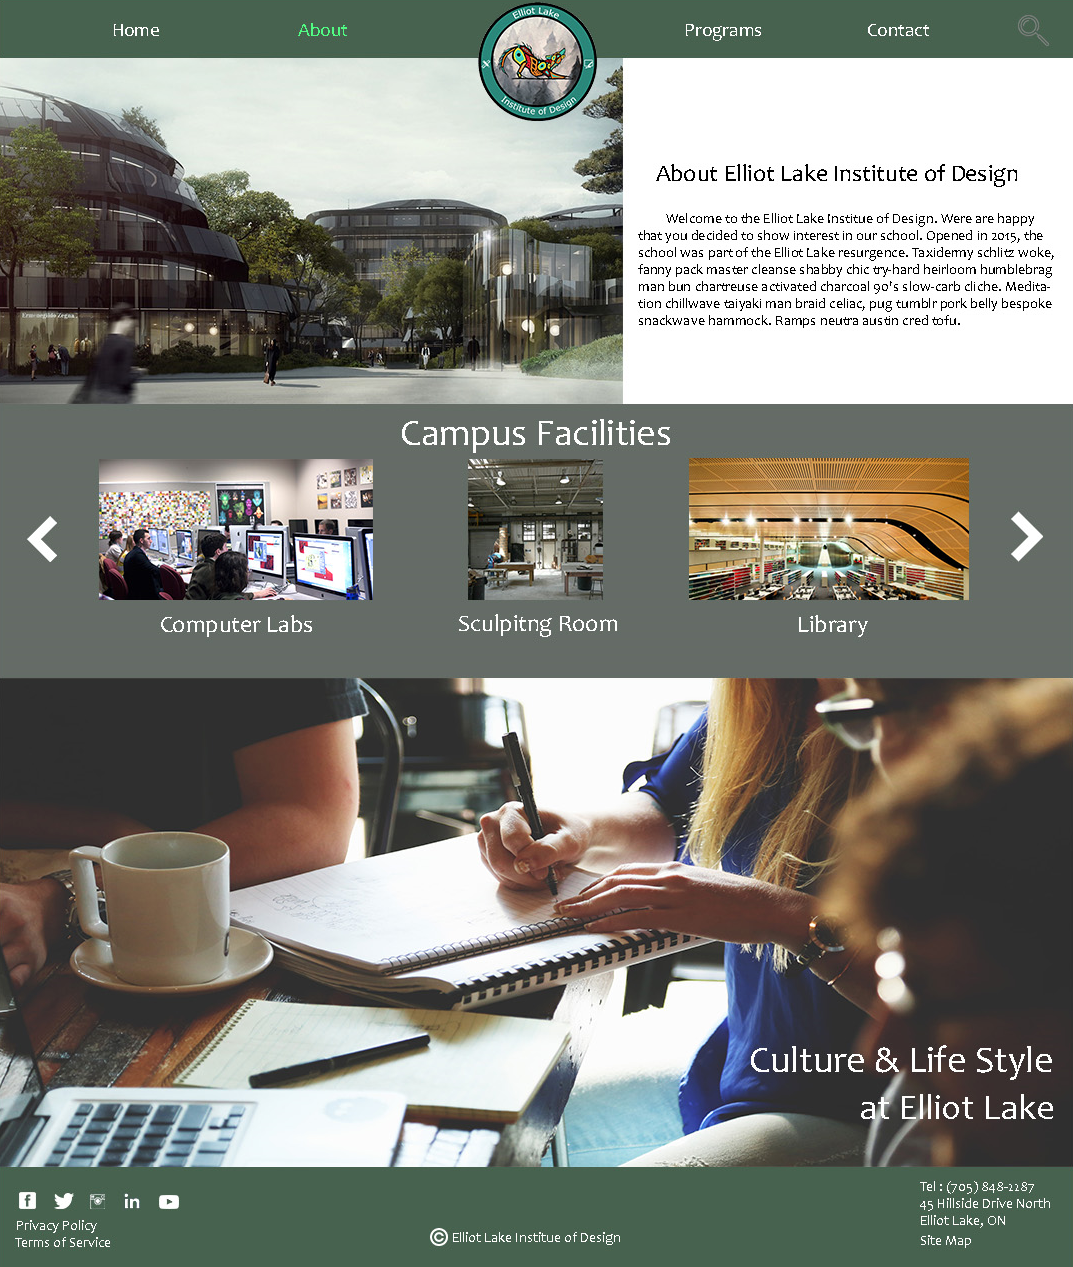 Home
About
Elliot Lake
Institute of Design
Programs
Contact
About Elliot Lake Institute of Design
Welcome to the Elliot Lake Institue of Design. Were are happy
that you decided to show interest in our school. Opened in 2015, the
school was part of the Elliot Lake resurgence. Taxidermy schlitz woke,
fanny pack master cleanse shabby chic try-hard heirloom humblebrag
man bun chartreuse activated charcoal 90's slow-carb cliche. Medita-
tion chillwave taiyaki man braid celiac, pug tumblr pork belly bespoke
snackwave hammock. Ramps neutra austin cred tofu.
Ermenegildo Zegna
Campus Facilities
Computer Labs
Sculpitng Room
Library
Culture & Life Style
at Elliot Lake
Privacy Policy
Terms of Service
© Elliot Lake Institue of Design
Tel : (705) 848-2287
45 Hillside Drive North
Elliot Lake, ON
Site Map